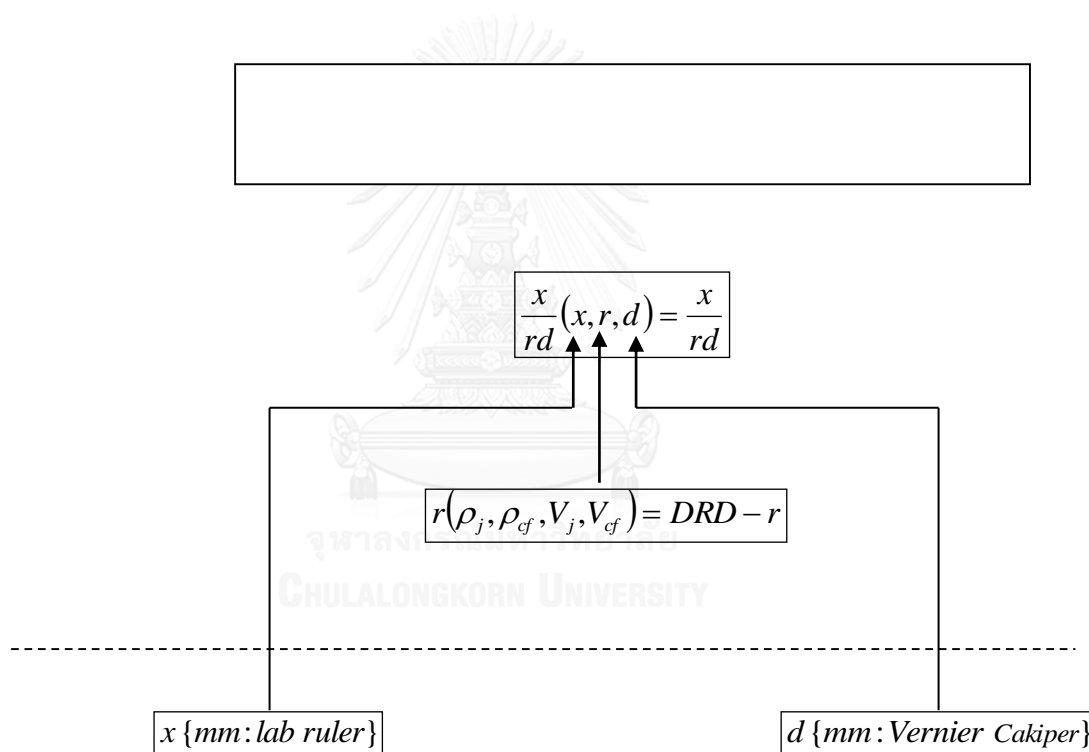 x/rd (x, r, d) = x/rd
r(ρ_j, ρ_cf, V_j, V_cf) = DRD − r
จุฬาลงกรณ์มหาวิทยาลัย
CHULALONGKORN UNIVERSITY
x {mm : lab ruler}
d {mm : Vernier Cakiper}